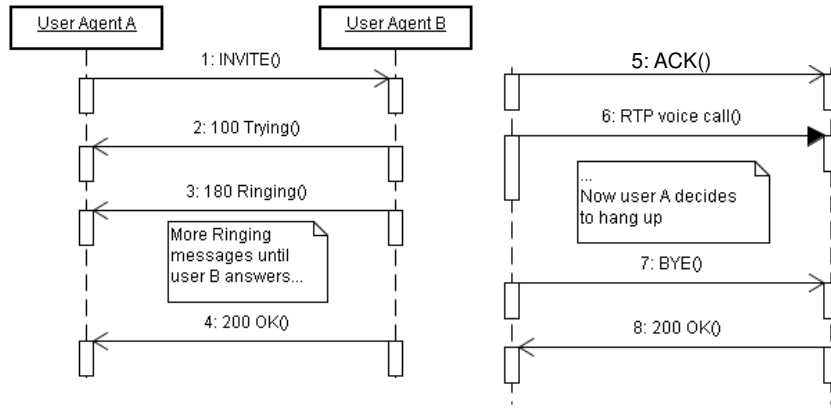 User Agent A
User Agent B
1: INVITE()
2: 100 Trying()
3: 180 Ringing()
More Ringing
messages until
user B answers...
4: 200 OK()
5: ACK()
6: RTP voice call()
...
Now user A decides
to hang up
7: BYE()
8: 200 OK()